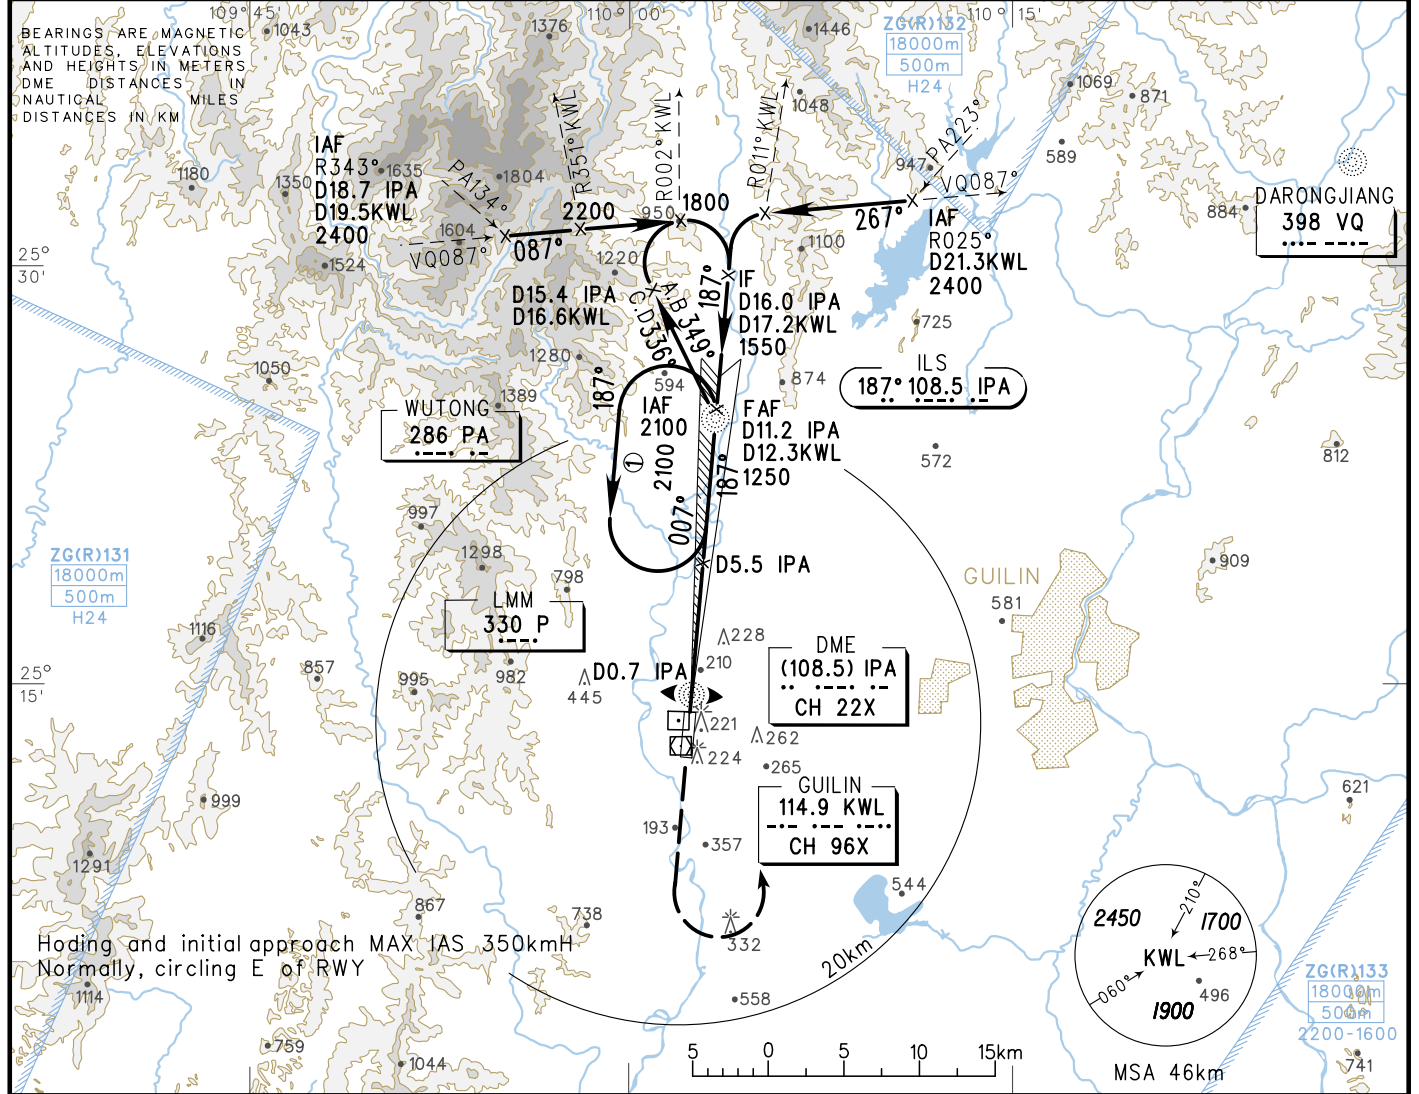 109° 45'
110° 00'
110° 15'
BEARINGS ARE MAGNETIC
ALTITUDES, ELEVATIONS
AND HEIGHTS IN METERS
DME DISTANCES IN
NAUTICAL MILES
DISTANCES IN KM
1043
1376
1446
ZG(R)132
18000m
500m
H24
1069
871
1048
589
IAF
R343°
D18.7 IPA
D19.5KWL
2400
1635
1804
1180
1350
PA134°
R351°KWL
R002°KWL
R011°KWL
947
PA223°
VQ087°
DARONGJIANG
398 VQ
884
2200
950
1800
267°
IAF
R025°
D21.3KWL
2400
1604
VQ087°
087°
1524
1220
1100
25°
30'
D15.4 IPA
D16.6KWL
A.B 349°
C.D336°
187°
IF
D16.0 IPA
D17.2KWL
1550
725
1280
594
874
ILS
187° 108.5 IPA
1050
1389
187°
WUTONG
286 PA
IAF
2100
2100
①
007°
187°
FAF
D11.2 IPA
D12.3KWL
1250
572
812
997
1298
798
D5.5 IPA
GUILIN
581
909
ZG(R)131
18000m
500m
H24
LMM
330 P
1116
857
995
982
445
D0.7 IPA
228
210
DME
(108.5) IPA
CH 22X
25°
15'
221
224
262
265
999
193
357
GUILIN
114.9 KWL
CH 96X
621
1291
867
738
332
544
558
20km
Hoding and initial approach MAX IAS 350kmH
Normally, circling E of RWY
1114
759
1044
2450
210°
1700
KWL
268°
060°
496
1900
MSA 46km
ZG(R)133
18000m
500m
2200-1600
741
5 0 5 10 15km